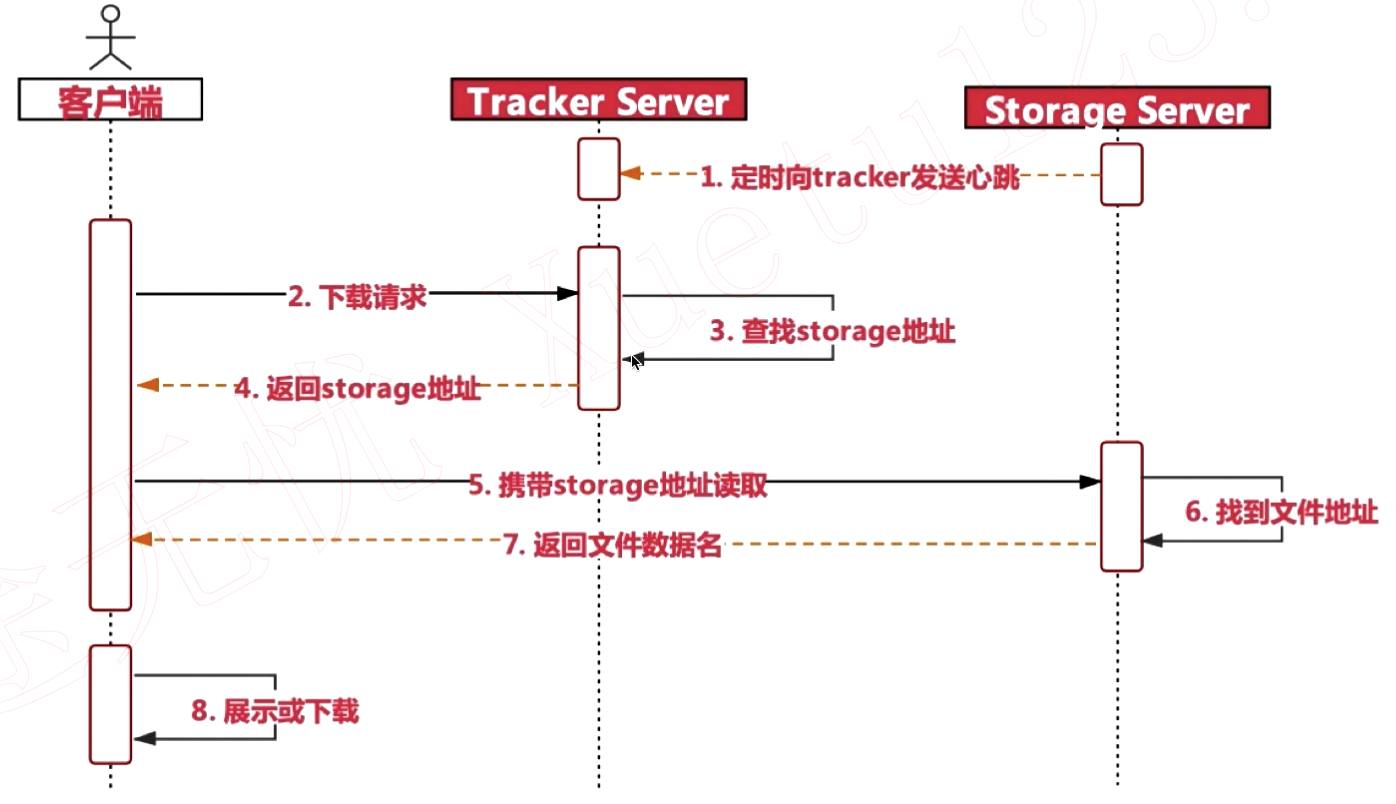 客户端
Tracker Server
Storage Server
1. 定时向tracker发送心跳
2. 下载请求
3. 查找storage地址
4. 返回storage地址
5. 携带storage地址读取
6. 找到文件地址
7. 返回文件数据名
8. 展示或下载